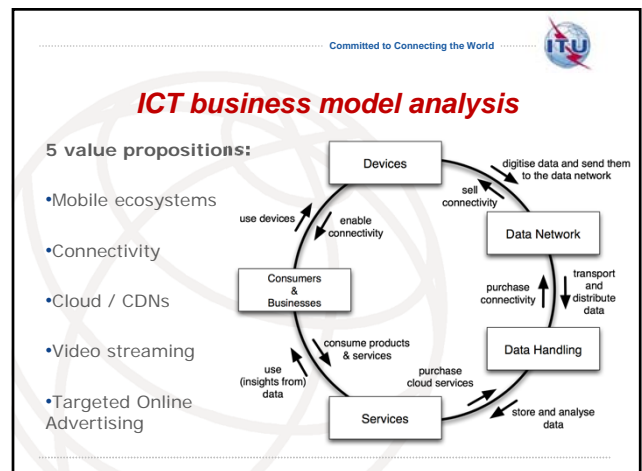 Committed to Connecting the World
ITU
ICT business model analysis
5 value propositions:
•Mobile ecosystems
•Connectivity
•Cloud / CDNs
•Video streaming
•Targeted Online
Advertising
Devices
digitise data and send them
to the data network
sell
connectivity
use devices
enable
connectivity
Data Network
Consumers
&
Businesses
purchase
connectivity
transport
and
distribute
data
consume products
& services
Data Handling
use
(insights from)
data
purchase
cloud services
Services
store and analyse
data